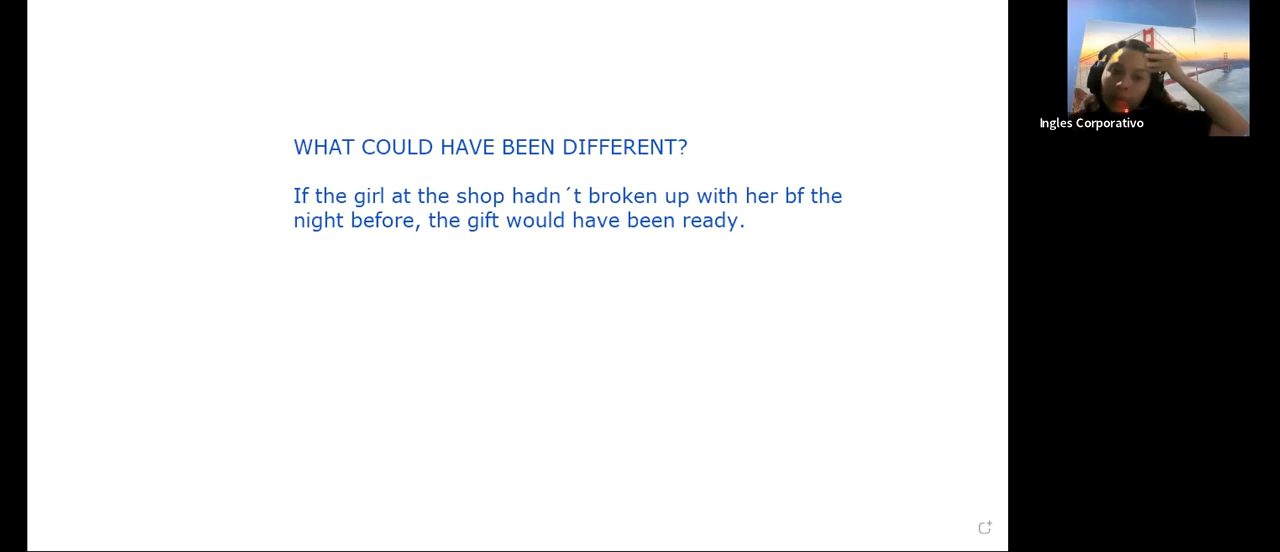 WHAT COULD HAVE BEEN DIFFERENT?
If the girl at the shop hadn´t broken up with her bf the
night before, the gift would have been ready.
Ingles Corporativo